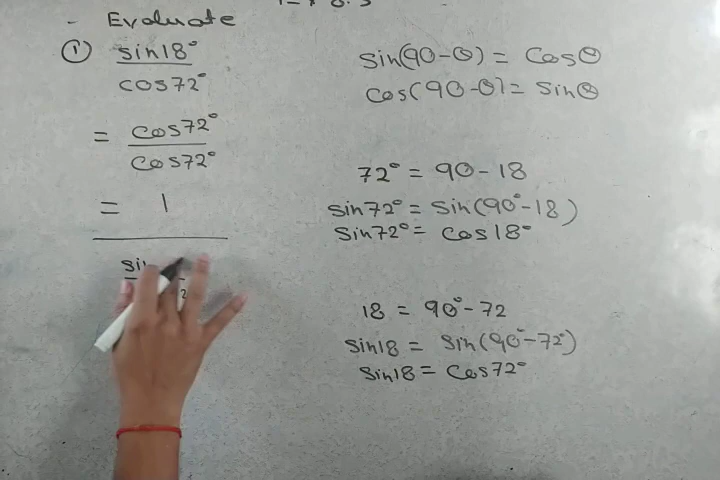 - Evaluate
① sin18°
cos72°
= cos72°
cos72°
= 1
sin(90-θ) = cosθ
cos(90-θ) = sinθ
72° = 90-18
sin72° = sin(90°-18)
sin72° = cos18°
18 = 90°-72
sin18 = sin(90°-72°)
sin18 = cos72°